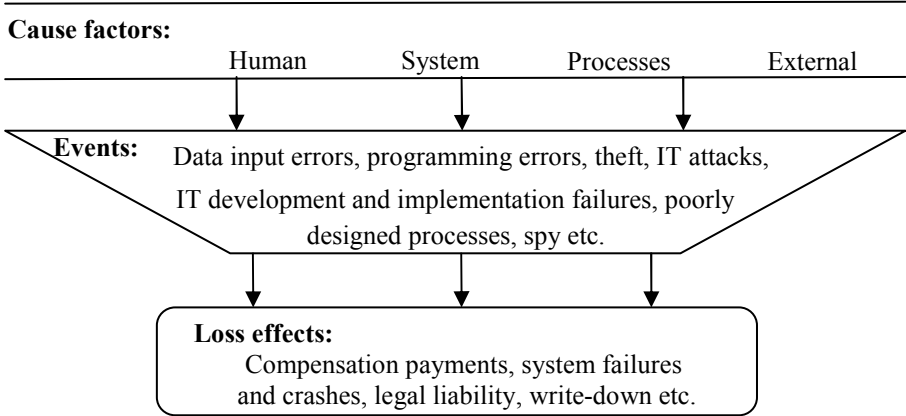 Cause factors:
Human System Processes External
Events: Data input errors, programming errors, theft, IT attacks,
IT development and implementation failures, poorly
designed processes, spy etc.
Loss effects:
Compensation payments, system failures
and crashes, legal liability, write-down etc.